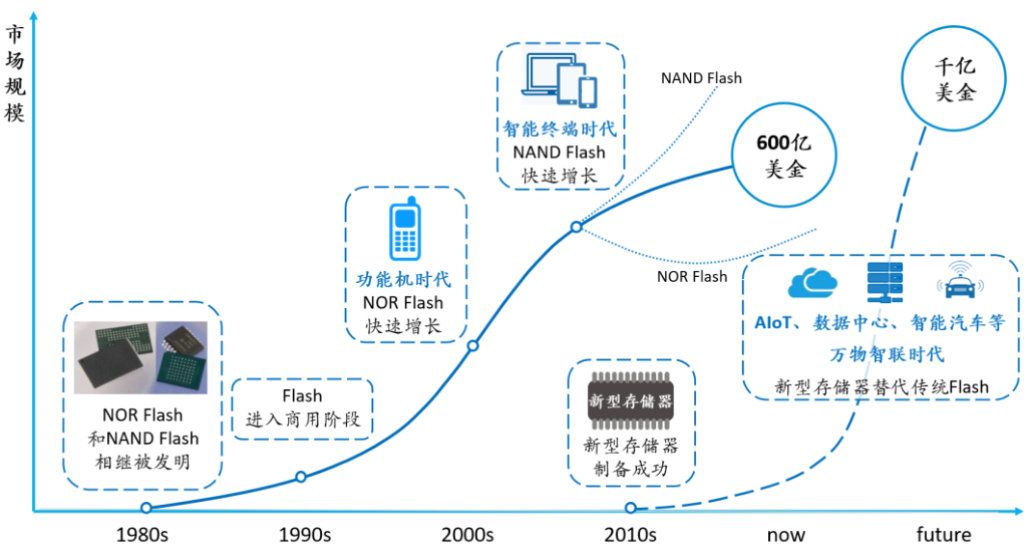 市
场
规
模
NOR Flash
和NAND Flash
相继被发明
Flash
进入商用阶段
功能机时代
NOR Flash
快速增长
智能终端时代
NAND Flash
快速增长
NAND Flash
NOR Flash
600亿
美金
千亿
美金
新型存储器
新型存储器
制备成功
AIoT、数据中心、智能汽车等
万物智联时代
新型存储器替代传统Flash
1980s
1990s
2000s
2010s
now
future